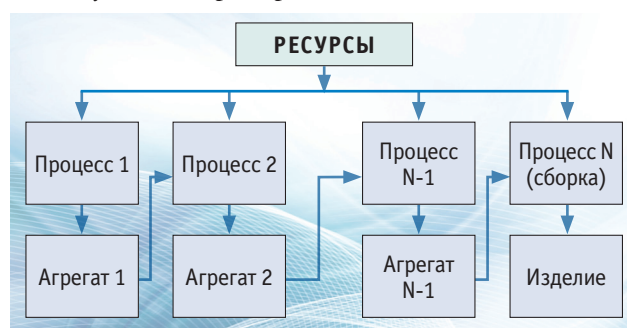 РЕСУРСЫ
Процесс 1
Процесс 2
Процесс
N-1
Процесс N
(сборка)
Агрегат 1
Агрегат 2
Агрегат
N-1
Изделие